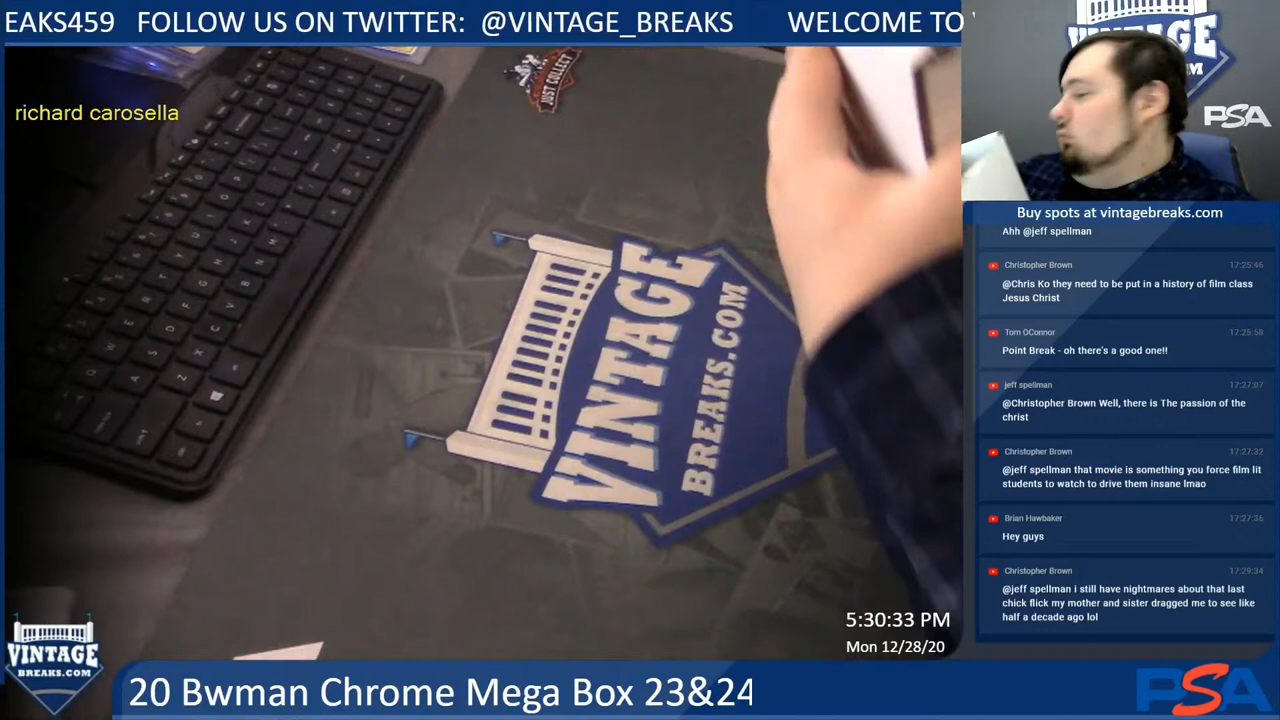 EAKS459 FOLLOW US ON TWITTER: @VINTAGE_BREAKS WELCOME TO
richard carosella
JUST COLLECT
VINTAGE
BREAKS.COM
PSA
Buy spots at vintagebreaks.com
Ahh @jeff spellman
Christopher Brown 17:25:46
@Chris Ko they need to be put in a history of film class
Jesus Christ
Tom OConnor 17:25:58
Point Break - oh there's a good one!!
jeff spellman 17:27:07
@Christopher Brown Well, there is The passion of the
christ
Christopher Brown 17:27:32
@jeff spellman that movie is something you force film lit
students to watch to drive them insane lmao
Brian Hawbaker 17:27:36
Hey guys
Christopher Brown 17:29:34
@jeff spellman i still have nightmares about that last
chick flick my mother and sister dragged me to see like
half a decade ago lol
5:30:33 PM
Mon 12/28/20
VINTAGE
BREAKS.COM
20 Bwman Chrome Mega Box 23&24
PSA